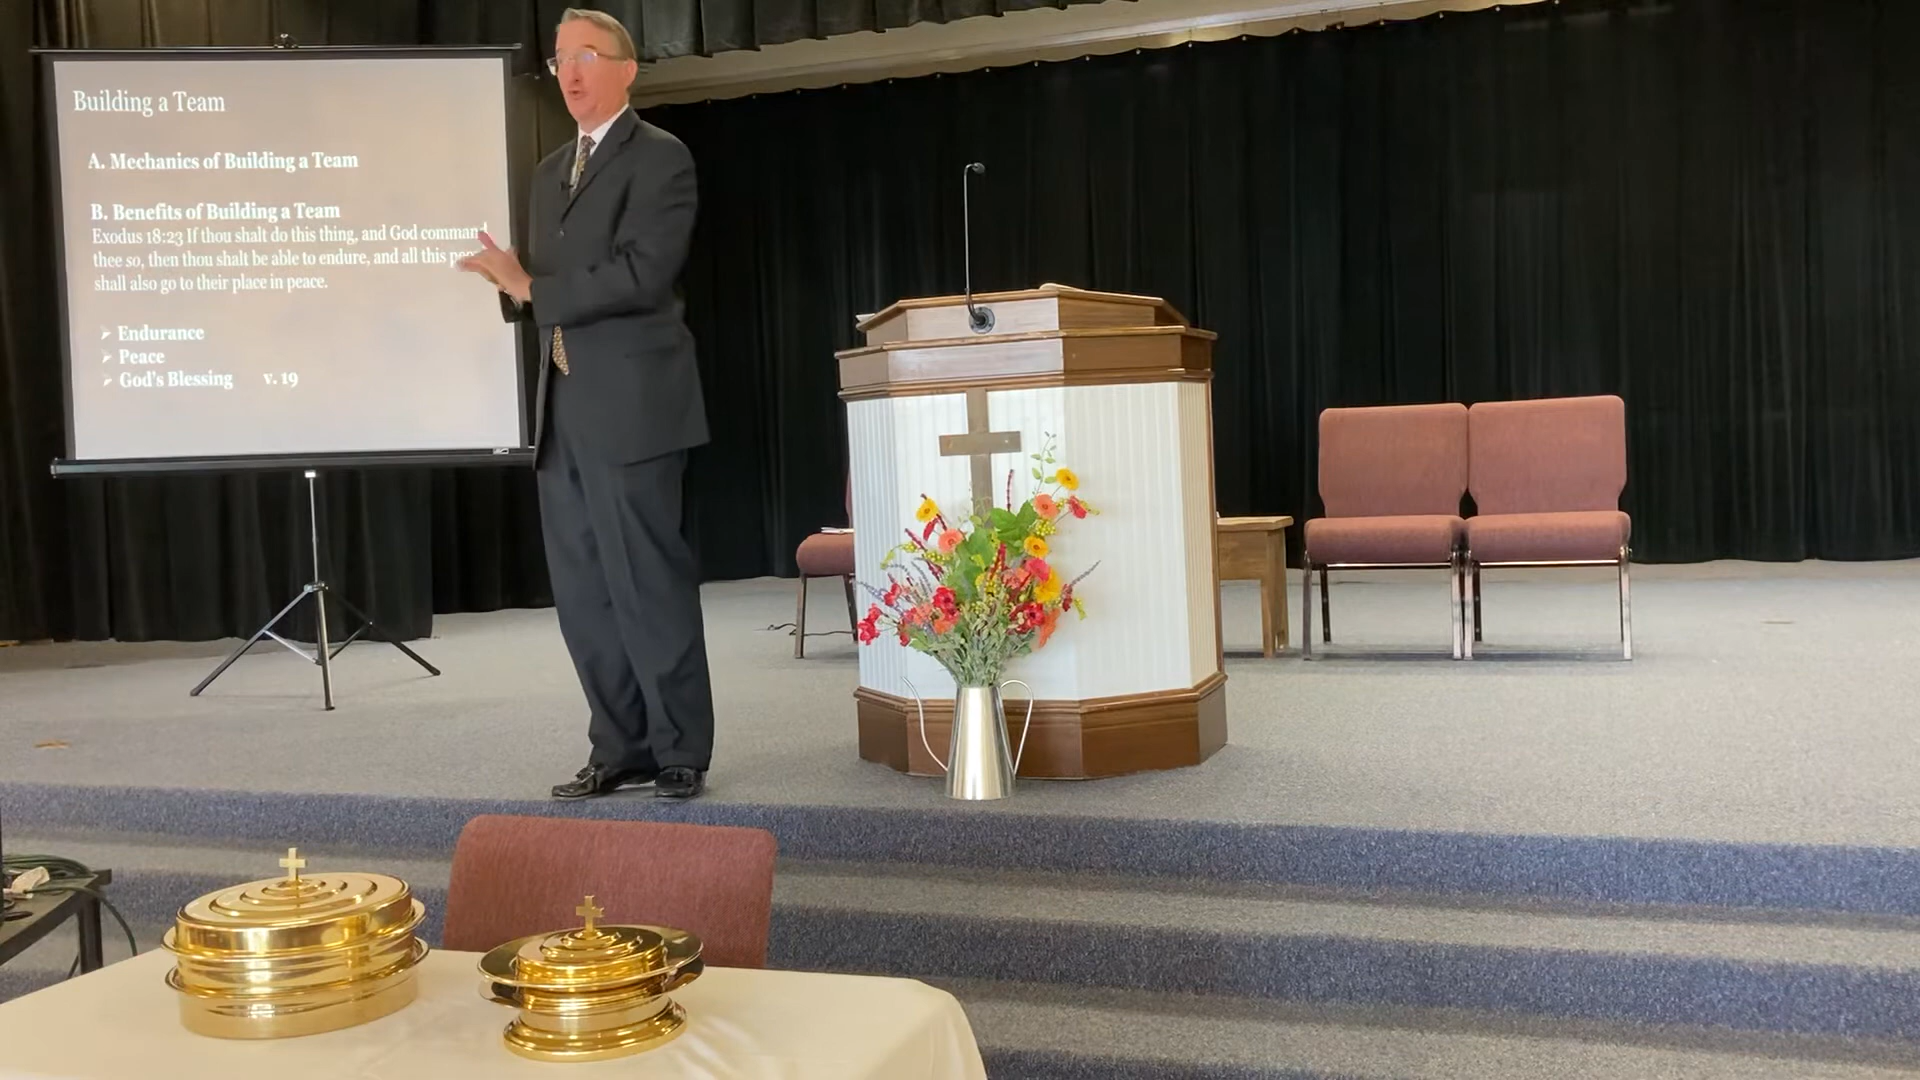 Building a Team
A. Mechanics of Building a Team
B. Benefits of Building a Team
Exodus 18:23 If thou shalt do this thing, and God command
thee so, then thou shalt be able to endure, and all this
shall also go to their place in peace.
Endurance
Peace
God's Blessing v. 19